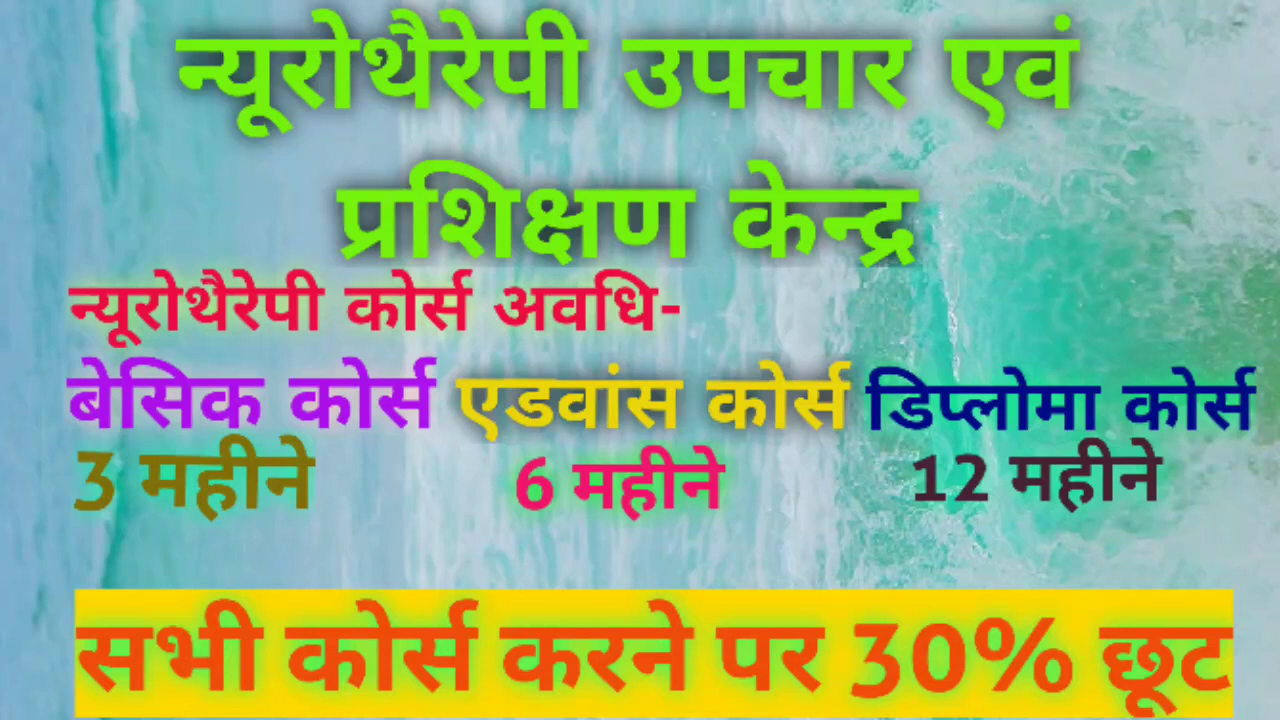 न्यूरोथैरेपी उपचार एवं
प्रशिक्षण केन्द्र
न्यूरोथैरेपी कोर्स अवधि-
बेसिक कोर्स एडवांस कोर्स डिप्लोमा कोर्स
3 महीने 6 महीने 12 महीने
सभी कोर्स करने पर 30% छूट